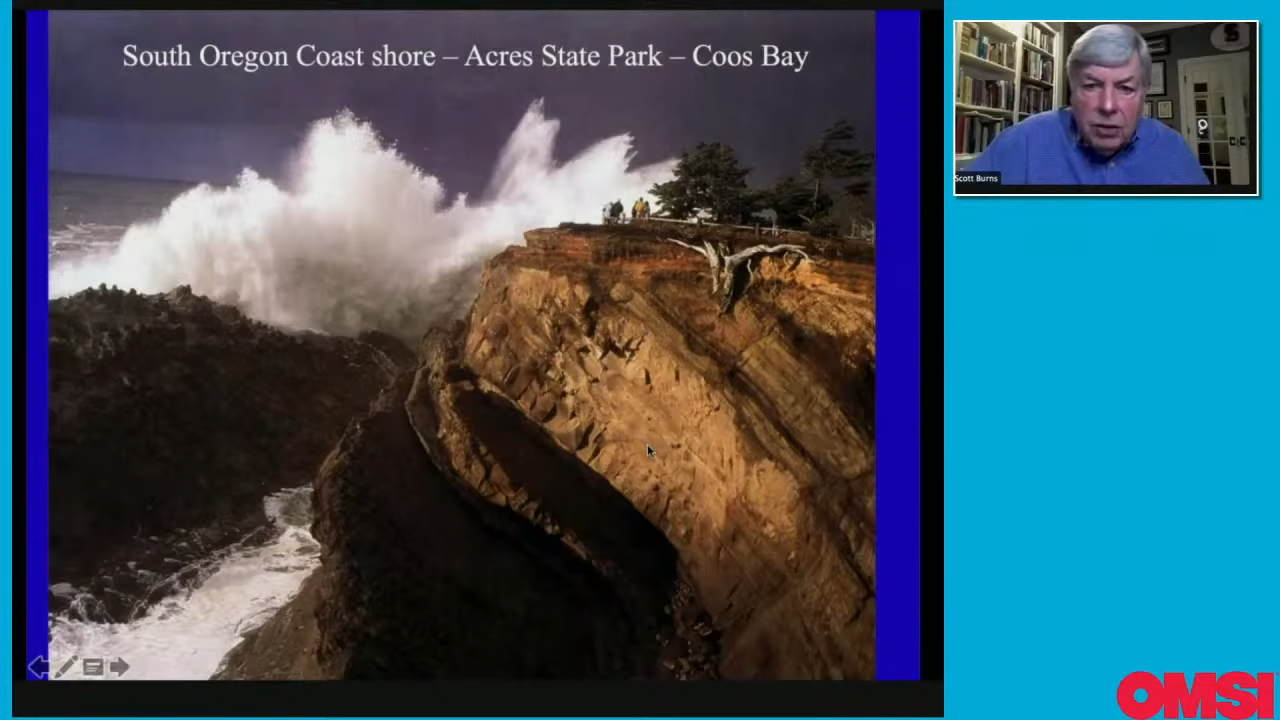 South Oregon Coast shore – Acres State Park – Coos Bay
Scott Burns
OMSI